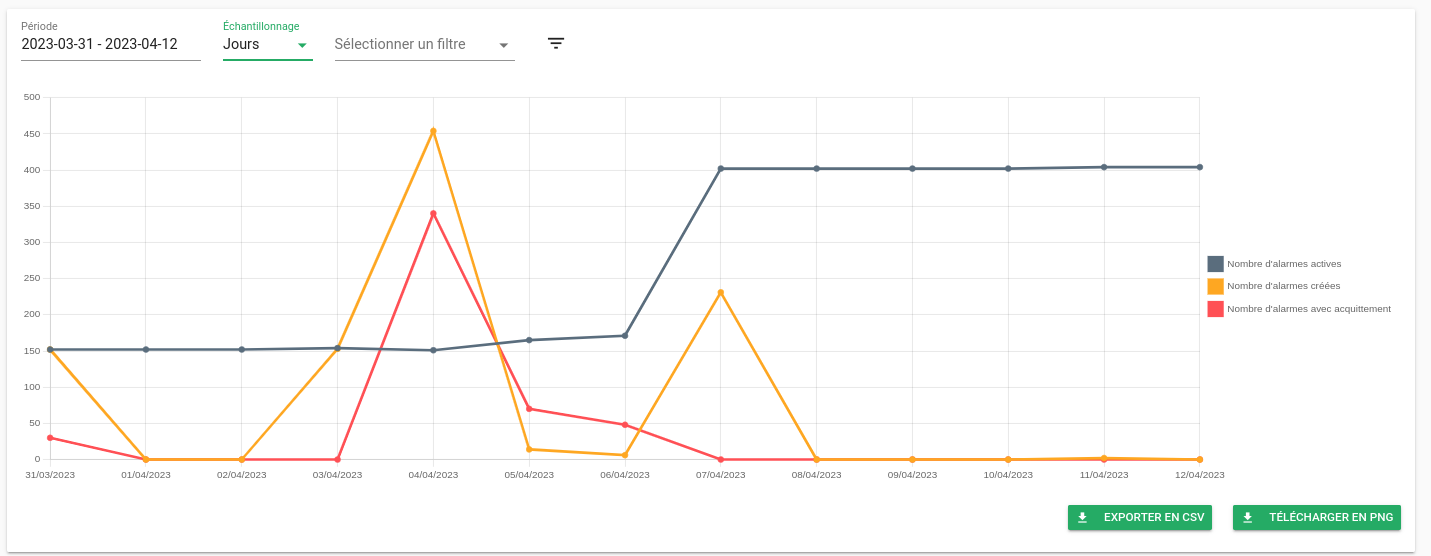 Période
Échantillonnage
2023-03-31 - 2023-04-12
Jours
Sélectionner un filtre
500
450
400
350
300
250
200
150
100
50
0
31/03/2023
01/04/2023
02/04/2023
03/04/2023
04/04/2023
05/04/2023
06/04/2023
07/04/2023
08/04/2023
09/04/2023
10/04/2023
11/04/2023
12/04/2023
Nombre d'alarmes actives
Nombre d'alarmes créées
Nombre d'alarmes avec acquittement
EXPORTER EN CSV
TÉLÉCHARGER EN PNG